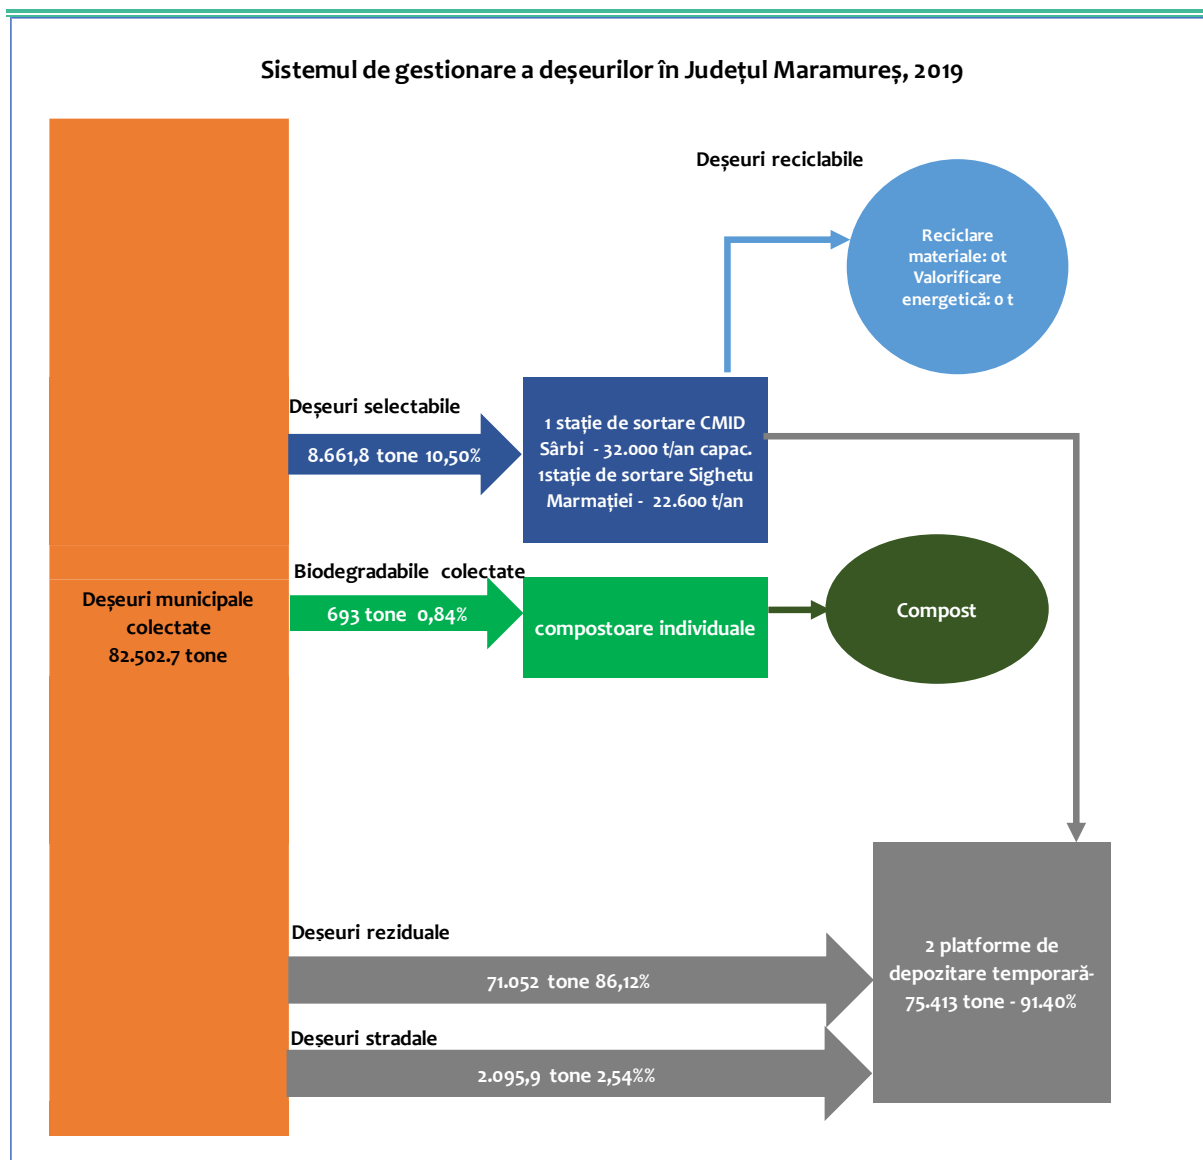 Sistemul de gestionare a deșeurilor în Județul Maramureș, 2019
Deșeuri reciclabile
Reciclare
materiale: 0t
Valorificare
energetică: 0 t
Deșeuri selectabile
8.661,8 tone 10,50%
1 stație de sortare CMID
Sârbi - 32.000 t/an capac.
1stație de sortare Sighetu
Marmației - 22.600 t/an
Biodegradabile colectate
693 tone 0,84%
compostoare individuale
Compost
Deșeuri municipale
colectate
82.502.7 tone
Deșeuri reziduale
71.052 tone 86,12%
2 platforme de
depozitare temporară-
75.413 tone - 91.40%
Deșeuri stradale
2.095,9 tone 2,54%%